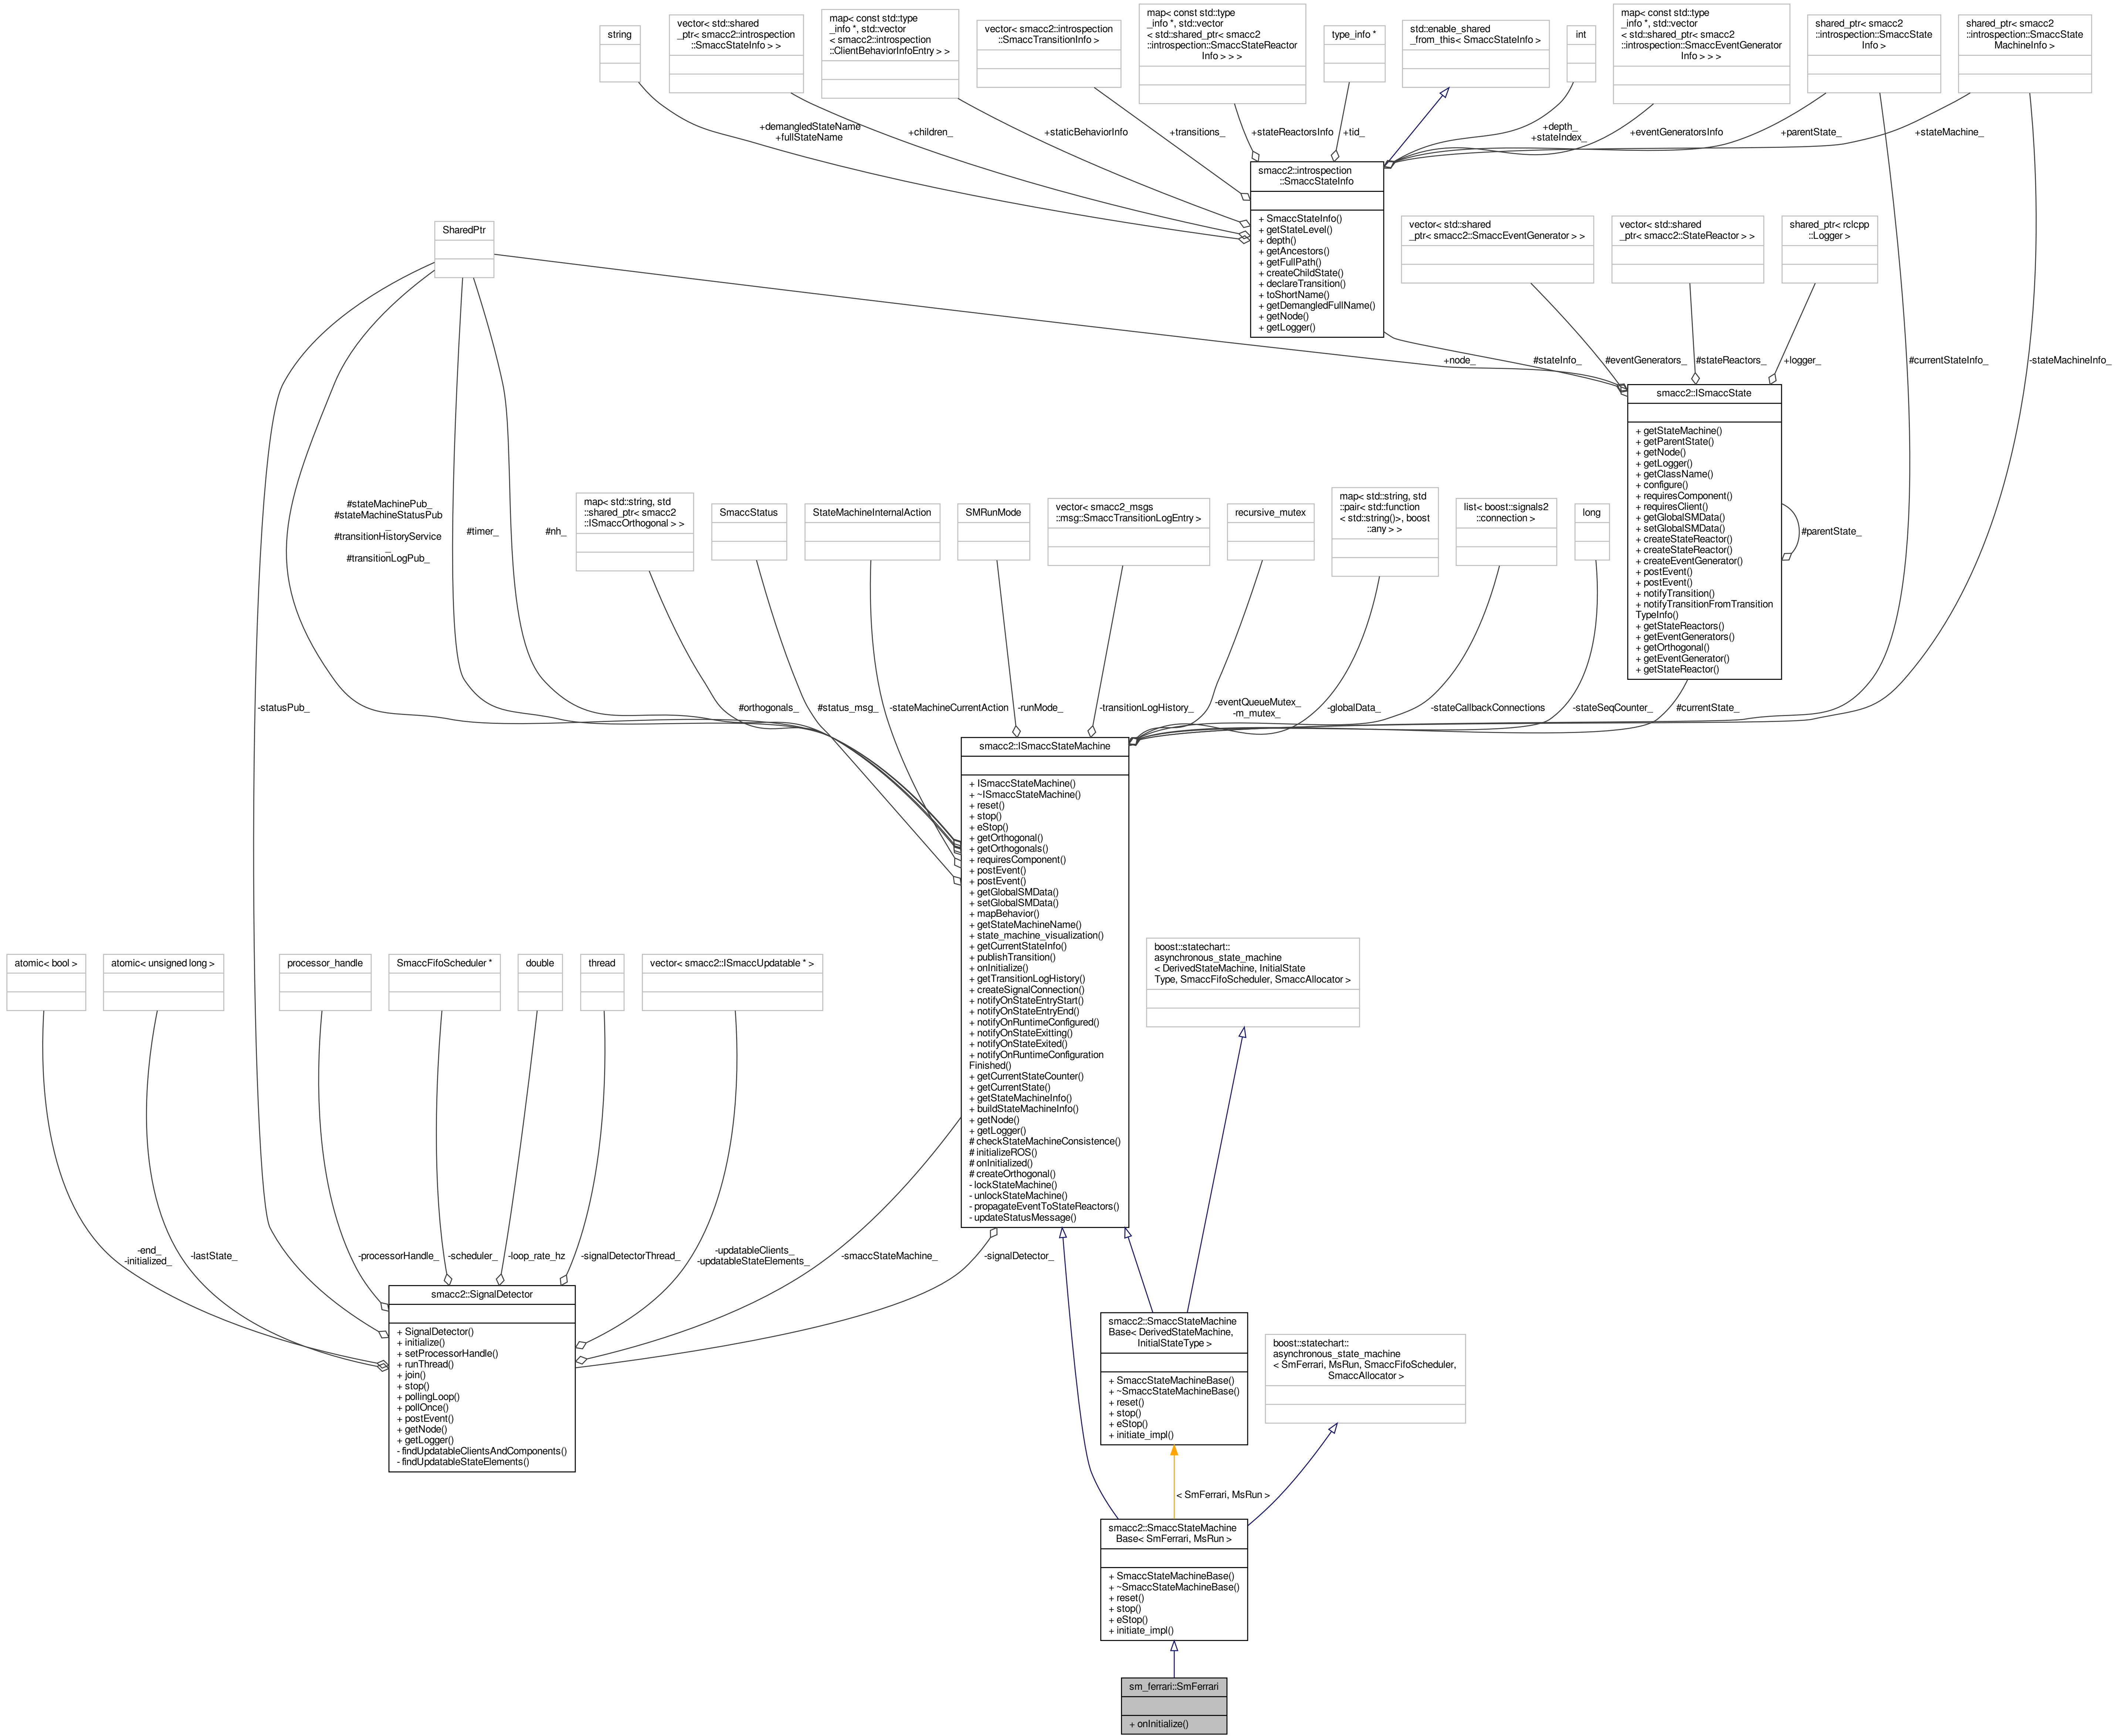 string
vector< std::shared
_ptr< smacc2::introspection
::SmaccStateInfo > >
map< const std::type
_info *, std::vector
< smacc2::introspection
::ClientBehaviorInfoEntry > >
vector< smacc2::introspection
::SmaccTransitionInfo >
map< const std::type
_info *, std::vector
< std::shared_ptr< smacc2
::introspection::SmaccStateReactor
Info > > >
type_info *
std::enable_shared
_from_this< SmaccStateInfo >
int
map< const std::type
_info *, std::vector
< std::shared_ptr< smacc2
::introspection::SmaccEventGenerator
Info > > >
shared_ptr< smacc2
::introspection::SmaccState
Info >
shared_ptr< smacc2
::introspection::SmaccState
MachineInfo >
+demangledStateName
+fullStateName
+children_
+staticBehaviorInfo
+transitions_
+stateReactorsInfo
+tid_
+depth_
+stateIndex_
+eventGeneratorsInfo
+parentState_
+stateMachine_
smacc2::introspection
::SmaccStateInfo
+ SmaccStateInfo()
+ getStateLevel()
+ depth()
+ getAncestors()
+ getFullPath()
+ createChildState()
+ declareTransition()
+ toShortName()
+ getDemangledFullName()
+ getNode()
+ getLogger()
SharedPtr
vector< std::shared
_ptr< smacc2::SmaccEventGenerator > >
vector< std::shared
_ptr< smacc2::StateReactor > >
shared_ptr< rclcpp
::Logger >
+node_
#stateInfo_
#eventGenerators_
#stateReactors_
+logger_
#currentStateInfo_
-stateMachineInfo_
smacc2::ISmaccState
+ getStateMachine()
+ getParentState()
+ getNode()
+ getLogger()
+ getClassName()
+ configure()
+ requiresComponent()
+ requiresClient()
+ getGlobalSMData()
+ setGlobalSMData()
+ createStateReactor()
+ createStateReactor()
+ createEventGenerator()
+ postEvent()
+ postEvent()
+ notifyTransition()
+ notifyTransitionFromTransition
TypeInfo()
+ getStateReactors()
+ getEventGenerators()
+ getOrthogonal()
+ getEventGenerator()
+ getStateReactor()
#parentState_
#stateMachinePub_
#stateMachineStatusPub
_
#transitionHistoryService
_
#transitionLogPub_
#timer_
#nh_
map< std::string, std
::shared_ptr< smacc2
::ISmaccOrthogonal > >
SmaccStatus
StateMachineInternalAction
SMRunMode
vector< smacc2_msgs
::msg::SmaccTransitionLogEntry >
recursive_mutex
map< std::string, std
::pair< std::function
< std::string()>, boost
::any > >
list< boost::signals2
::connection >
long
-statusPub_
#orthogonals_
#status_msg_
-stateMachineCurrentAction
-runMode_
-transitionLogHistory_
-eventQueueMutex_
-m_mutex_
-globalData_
-stateCallbackConnections
-stateSeqCounter_
#currentState_
smacc2::ISmaccStateMachine
+ ISmaccStateMachine()
+ ~ISmaccStateMachine()
+ reset()
+ stop()
+ eStop()
+ getOrthogonal()
+ getOrthogonals()
+ requiresComponent()
+ postEvent()
+ postEvent()
+ getGlobalSMData()
+ setGlobalSMData()
+ mapBehavior()
+ getStateMachineName()
+ state_machine_visualization()
+ getCurrentStateInfo()
+ publishTransition()
+ onInitialize()
+ getTransitionLogHistory()
+ createSignalConnection()
+ notifyOnStateEntryStart()
+ notifyOnStateEntryEnd()
+ notifyOnRuntimeConfigured()
+ notifyOnStateExitting()
+ notifyOnStateExited()
+ notifyOnRuntimeConfiguration
Finished()
+ getCurrentStateCounter()
+ getCurrentState()
+ getStateMachineInfo()
+ buildStateMachineInfo()
+ getNode()
+ getLogger()
# checkStateMachineConsistence()
# initializeROS()
# onInitialized()
# createOrthogonal()
- lockStateMachine()
- unlockStateMachine()
- propagateEventToStateReactors()
- updateStatusMessage()
atomic< bool >
atomic< unsigned long >
processor_handle
SmaccFifoScheduler *
double
thread
vector< smacc2::ISmaccUpdatable * >
boost::statechart::
asynchronous_state_machine
< DerivedStateMachine, InitialState
Type, SmaccFifoScheduler, SmaccAllocator >
-end_
-initialized_
-lastState_
-processorHandle_
-scheduler_
-loop_rate_hz
-signalDetectorThread_
-updatableClients_
-updatableStateElements_
-smaccStateMachine_
-signalDetector_
smacc2::SignalDetector
+ SignalDetector()
+ initialize()
+ setProcessorHandle()
+ runThread()
+ join()
+ stop()
+ pollingLoop()
+ pollOnce()
+ postEvent()
+ getNode()
+ getLogger()
- findUpdatableClientsAndComponents()
- findUpdatableStateElements()
smacc2::SmaccStateMachine
Base< DerivedStateMachine,
InitialStateType >
+ SmaccStateMachineBase()
+ ~SmaccStateMachineBase()
+ reset()
+ stop()
+ eStop()
+ initiate_impl()
boost::statechart::
asynchronous_state_machine
< SmFerrari, MsRun, SmaccFifoScheduler,
SmaccAllocator >
< SmFerrari, MsRun >
smacc2::SmaccStateMachine
Base< SmFerrari, MsRun >
+ SmaccStateMachineBase()
+ ~SmaccStateMachineBase()
+ reset()
+ stop()
+ eStop()
+ initiate_impl()
sm_ferrari::SmFerrari
+ onInitialize()